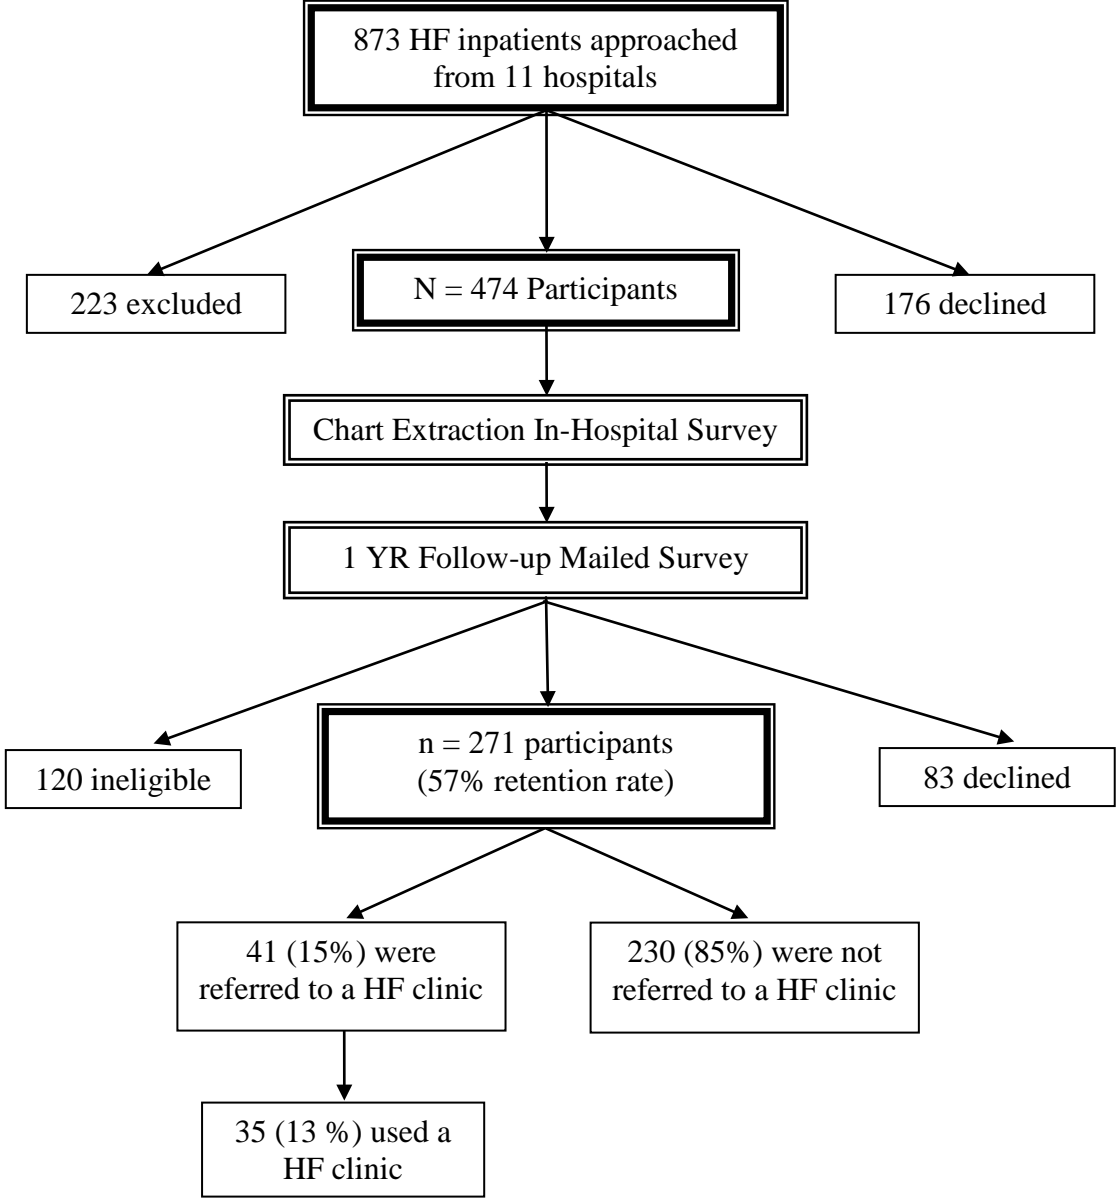 873 HF inpatients approached
from 11 hospitals
223 excluded
N = 474 Participants
176 declined
Chart Extraction In-Hospital Survey
1 YR Follow-up Mailed Survey
120 ineligible
n = 271 participants
(57% retention rate)
83 declined
41 (15%) were
referred to a HF clinic
230 (85%) were not
referred to a HF clinic
35 (13 %) used a
HF clinic